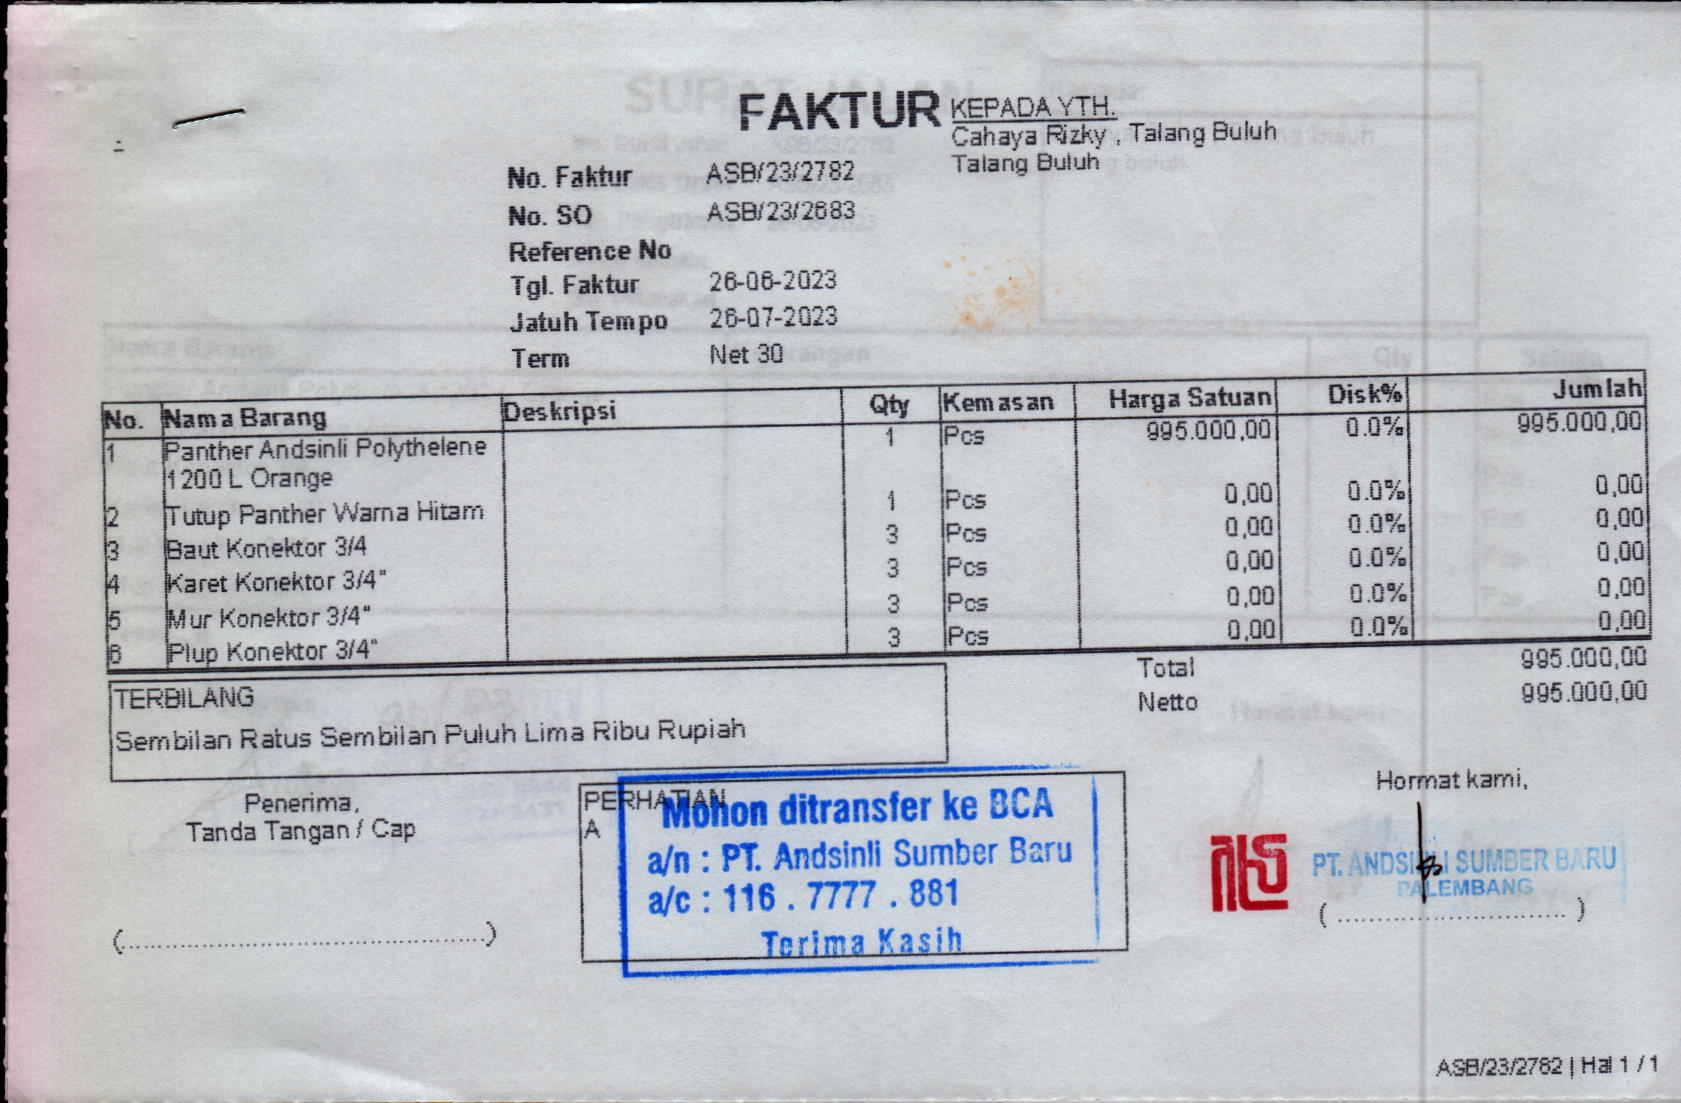 FAKTUR
KEPADA YTH.
Cahaya Rizky , Talang Buluh
Talang Buluh
No. Faktur ASB/23/2782
No. SO ASB/23/2683
Reference No
Tgl. Faktur 26-06-2023
Jatuh Tempo 26-07-2023
Term Net 30
No. Nama Barang Deskripsi Qty Kemasan Harga Satuan Disk% Jumlah
1 Panther Andsinli Polythelene 1 Pcs 995.000,00 0.0% 995.000,00
1200 L Orange
2 Tutup Panther Warna Hitam 1 Pcs 0,00 0.0% 0,00
3 Baut Konektor 3/4 3 Pcs 0,00 0.0% 0,00
4 Karet Konektor 3/4" 3 Pcs 0,00 0.0% 0,00
5 Mur Konektor 3/4" 3 Pcs 0,00 0.0% 0,00
6 Plup Konektor 3/4" 3 Pcs 0,00 0.0% 0,00
Total 995.000,00
Netto 995.000,00
TERBILANG
Sembilan Ratus Sembilan Puluh Lima Ribu Rupiah
Penerima,
Tanda Tangan / Cap
(...........................................)
PERHATIAN
A
Mohon ditransfer ke BCA
a/n : PT. Andsinli Sumber Baru
a/c : 116 . 7777 . 881
Terima Kasih
Hormat kami,
PT. ANDSINLI SUMBER BARU
PALEMBANG
(...........................)
ASB/23/2782 | Hal 1 / 1